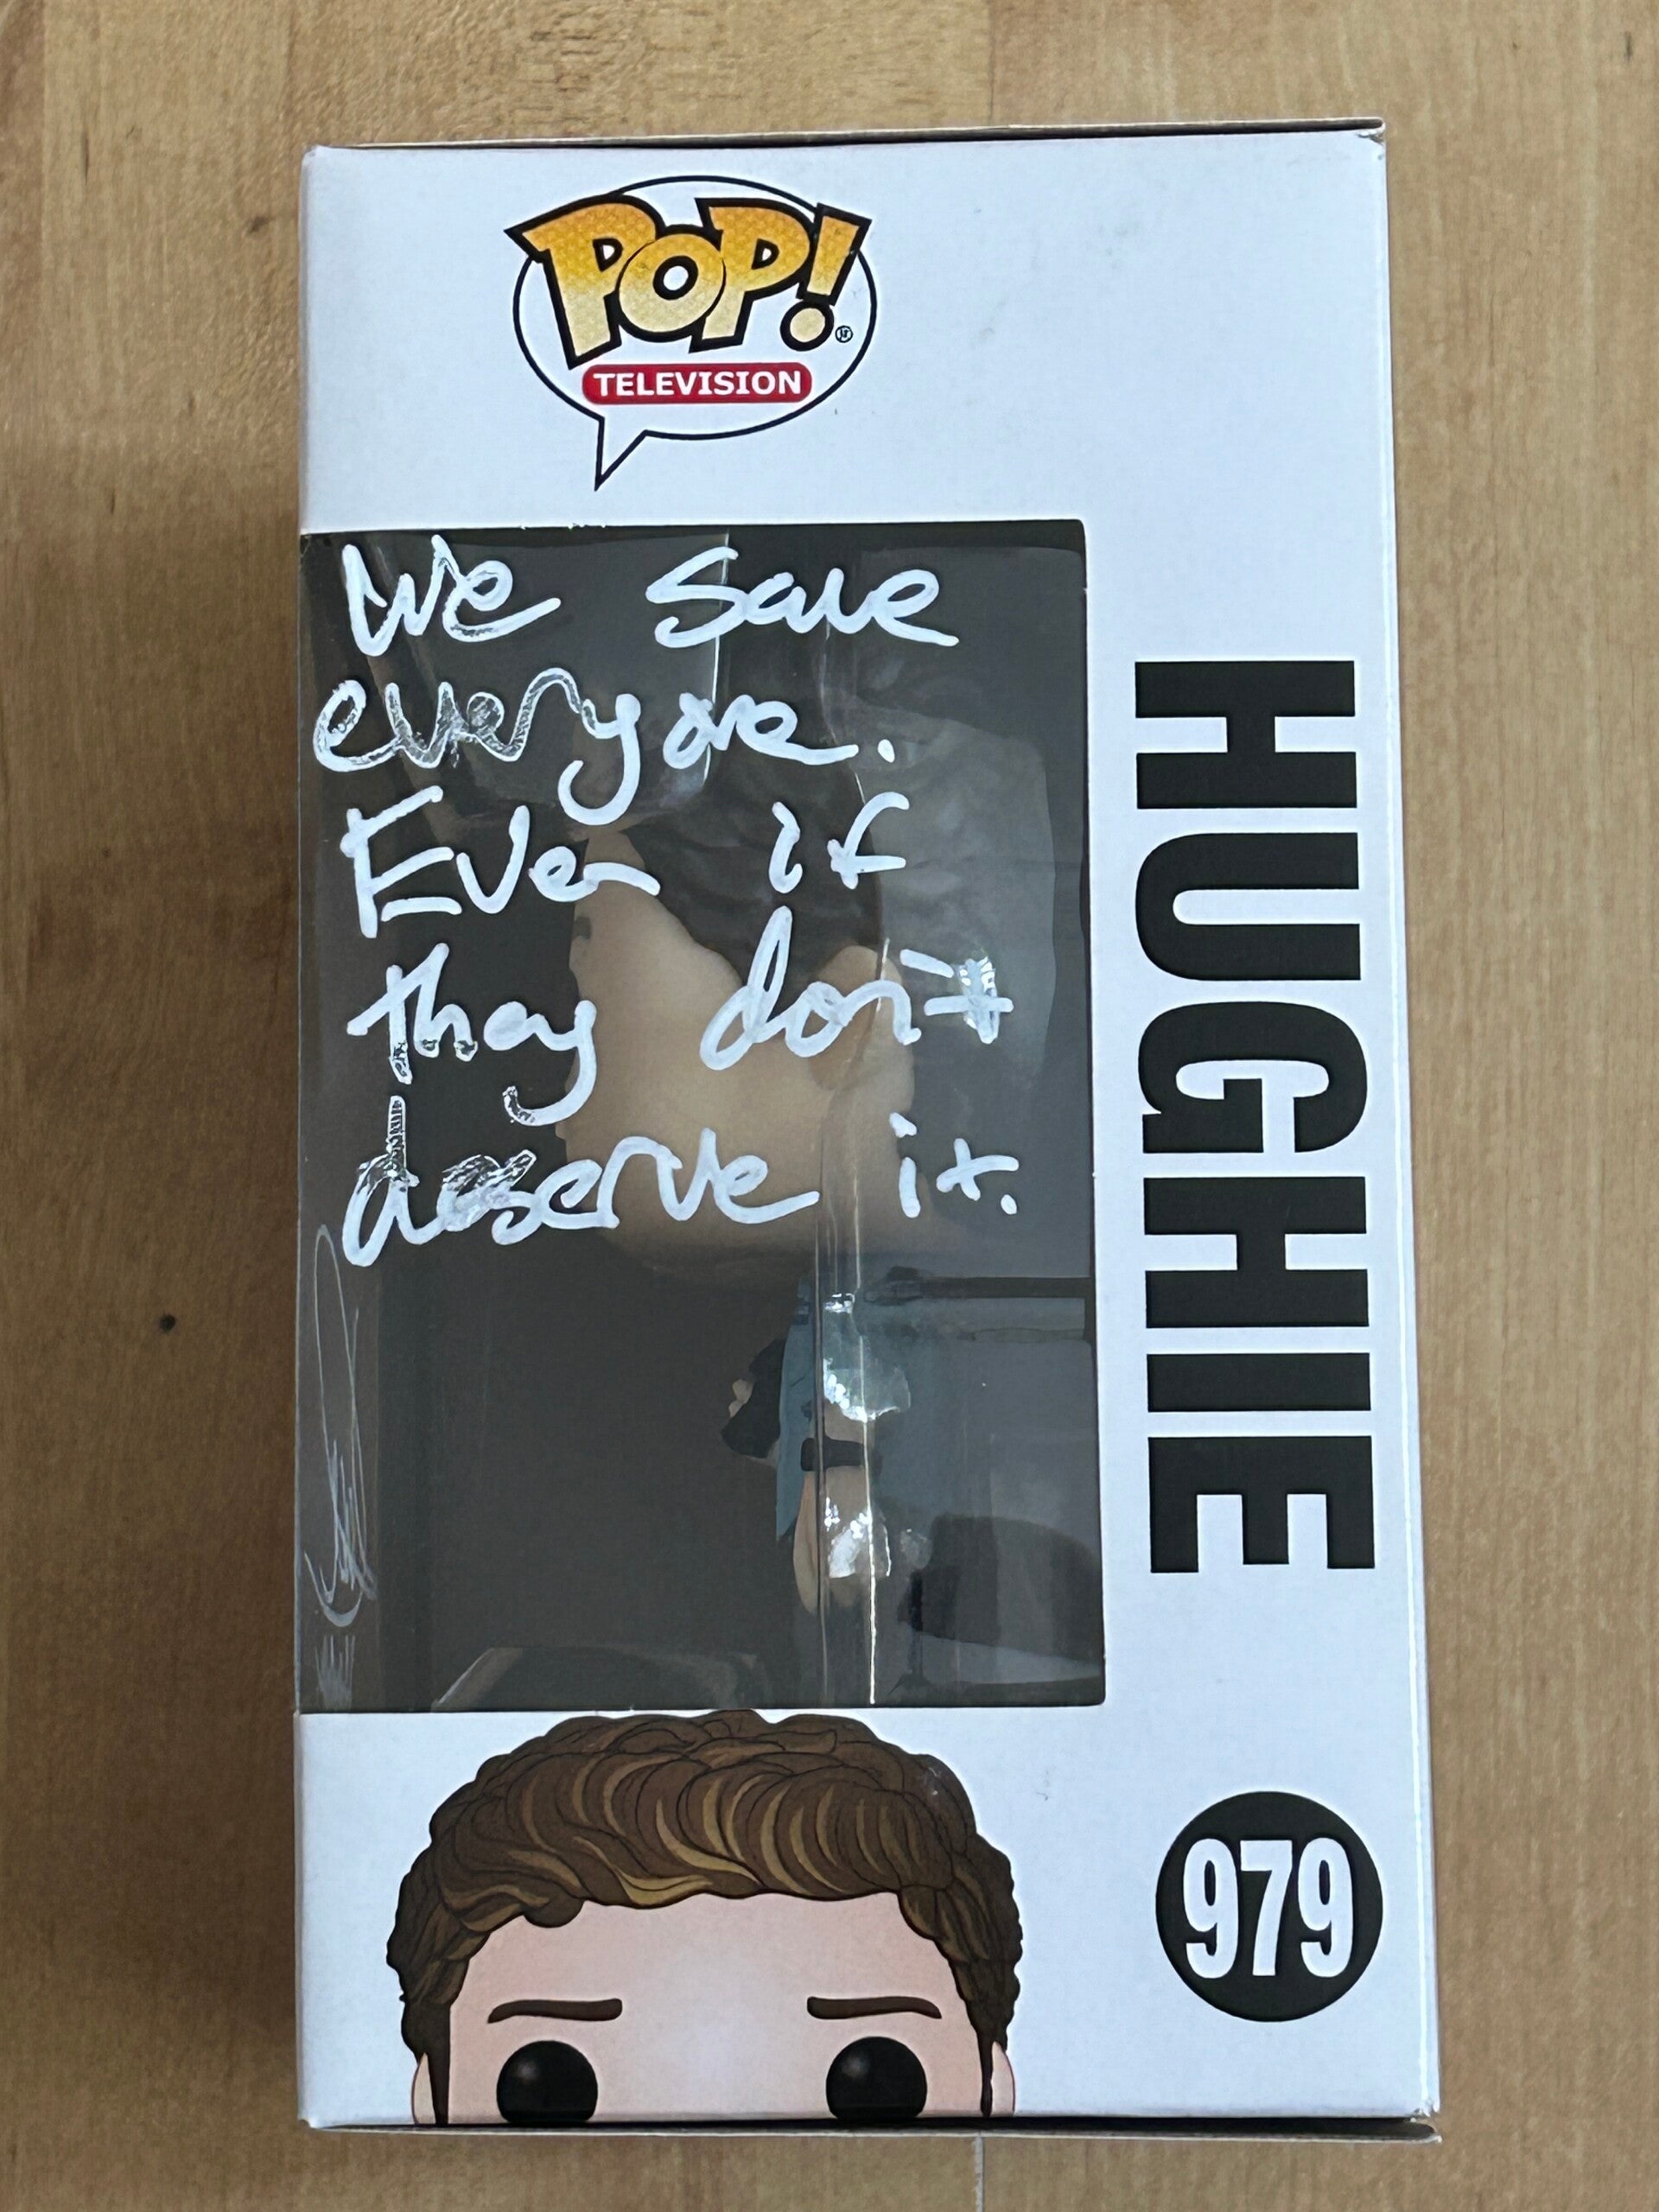 POP!
TELEVISION
We save
everyone.
Even if
they don't
deserve it.
HUGHIE
979